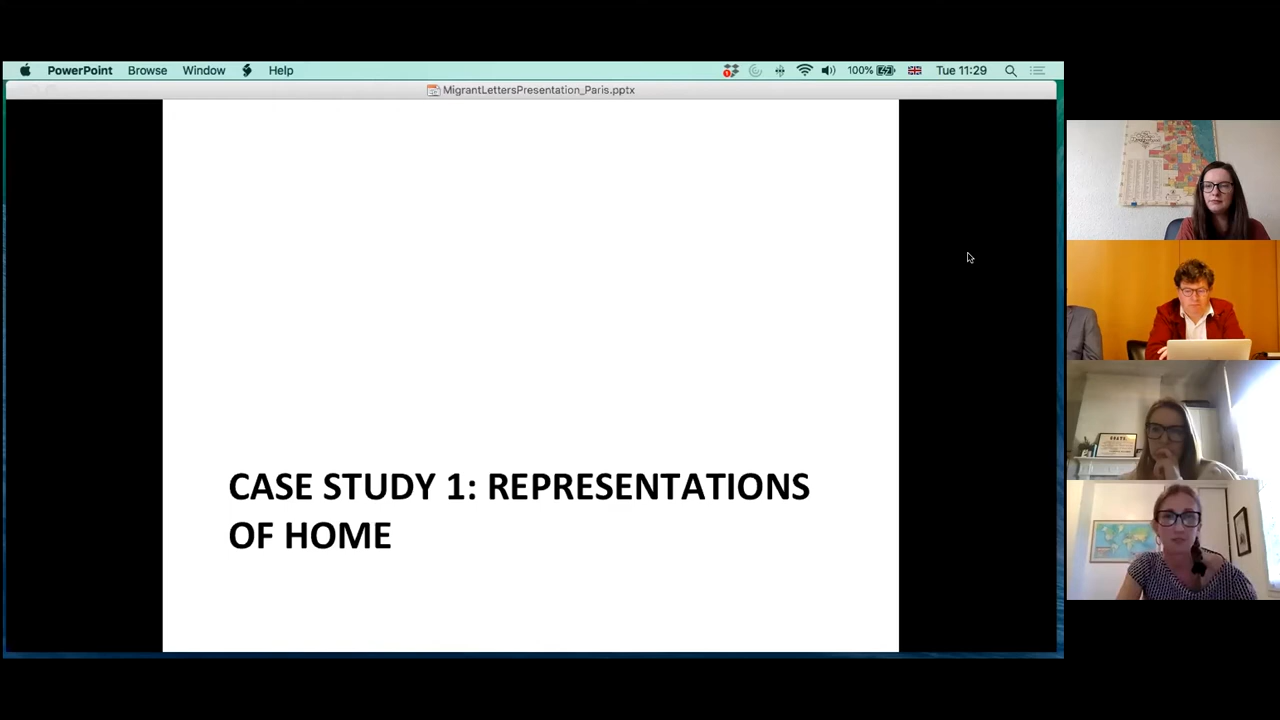 PowerPoint Browse Window Help 100% Tue 11:29
MigrantLettersPresentation_Paris.pptx
CASE STUDY 1: REPRESENTATIONS
OF HOME